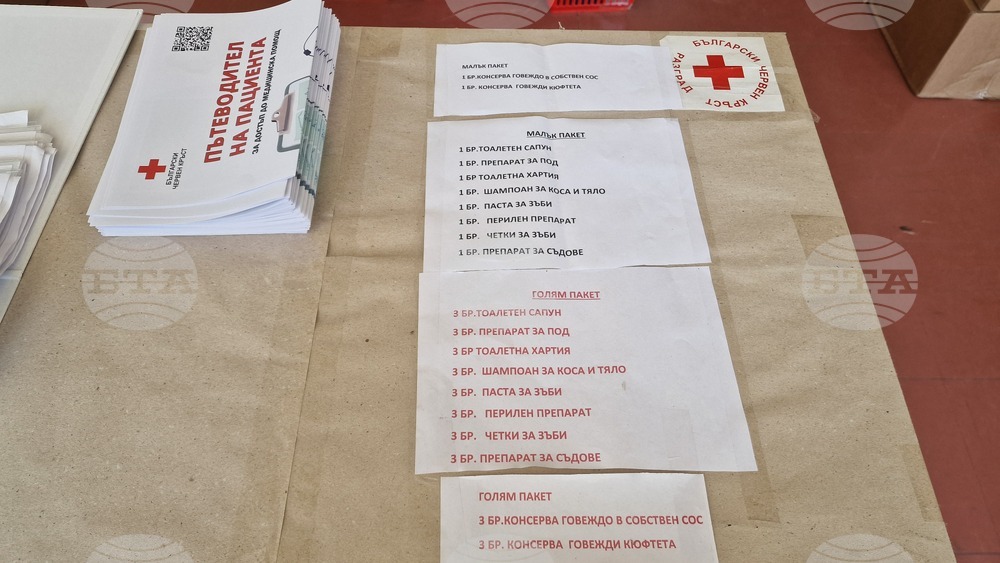 ПЪТЕВОДИТЕЛ
НА ПАЦИЕНТА
ЗА ДОСТЪП ДО МЕДИЦИНСКА ПОМОЩ
БЪЛГАРСКИ
ЧЕРВЕН КРЪСТ
МАЛЪК ПАКЕТ
1 БР.КОНСЕРВА ГОВЕЖДО В СОБСТВЕН СОС
1 БР. КОНСЕРВА ГОВЕЖДИ КЮФТЕТА
БЪЛГАРСКИ ЧЕРВЕН КРЪСТ
РАЗГРАД
МАЛЪК ПАКЕТ
1 БР.ТОАЛЕТЕН САПУН
1 БР. ПРЕПАРАТ ЗА ПОД
1 БР ТОАЛЕТНА ХАРТИЯ
1 БР. ШАМПОАН ЗА КОСА И ТЯЛО
1 БР. ПАСТА ЗА ЗЪБИ
1 БР. ПЕРИЛЕН ПРЕПАРАТ
1 БР. ЧЕТКИ ЗА ЗЪБИ
1 БР. ПРЕПАРАТ ЗА СЪДОВЕ
ГОЛЯМ ПАКЕТ
3 БР.ТОАЛЕТЕН САПУН
3 БР. ПРЕПАРАТ ЗА ПОД
3 БР ТОАЛЕТНА ХАРТИЯ
3 БР. ШАМПОАН ЗА КОСА И ТЯЛО
3 БР. ПАСТА ЗА ЗЪБИ
3 БР. ПЕРИЛЕН ПРЕПАРАТ
3 БР. ЧЕТКИ ЗА ЗЪБИ
3 БР. ПРЕПАРАТ ЗА СЪДОВЕ
ГОЛЯМ ПАКЕТ
3 БР.КОНСЕРВА ГОВЕЖДО В СОБСТВЕН СОС
3 БР. КОНСЕРВА ГОВЕЖДИ КЮФТЕТА
БТА
БТА